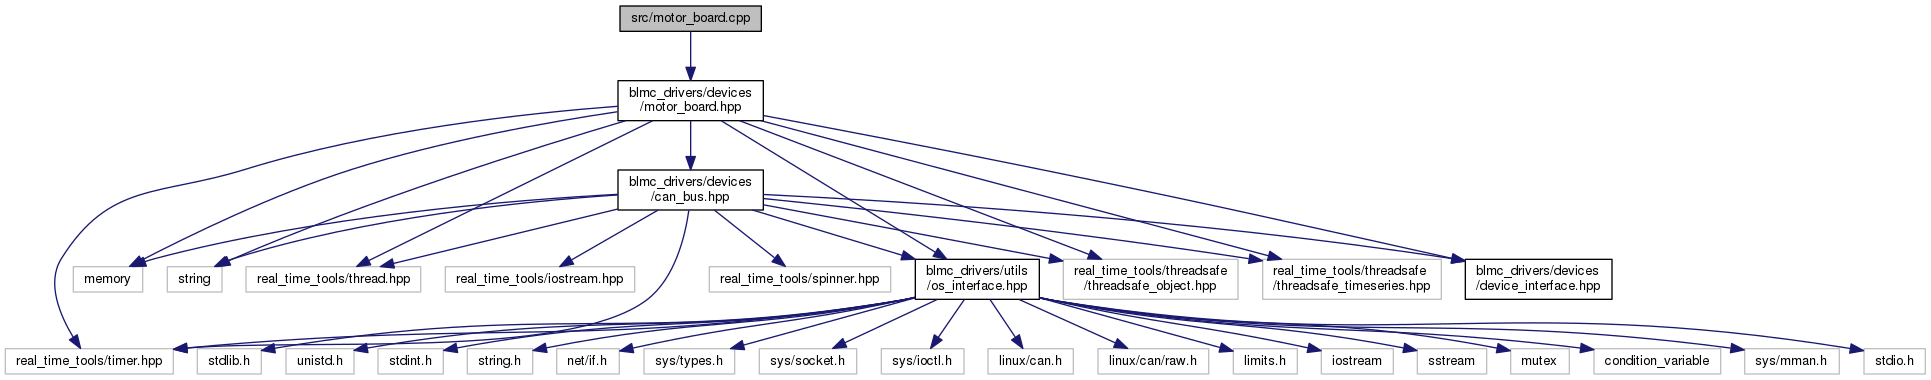 src/motor_board.cpp
blmc_drivers/devices
/motor_board.hpp
blmc_drivers/devices
/can_bus.hpp
memory
string
real_time_tools/thread.hpp
real_time_tools/iostream.hpp
real_time_tools/spinner.hpp
blmc_drivers/utils
/os_interface.hpp
real_time_tools/threadsafe
/threadsafe_object.hpp
real_time_tools/threadsafe
/threadsafe_timeseries.hpp
blmc_drivers/devices
/device_interface.hpp
real_time_tools/timer.hpp
stdlib.h
unistd.h
stdint.h
string.h
net/if.h
sys/types.h
sys/socket.h
sys/ioctl.h
linux/can.h
linux/can/raw.h
limits.h
iostream
sstream
mutex
condition_variable
sys/mman.h
stdio.h